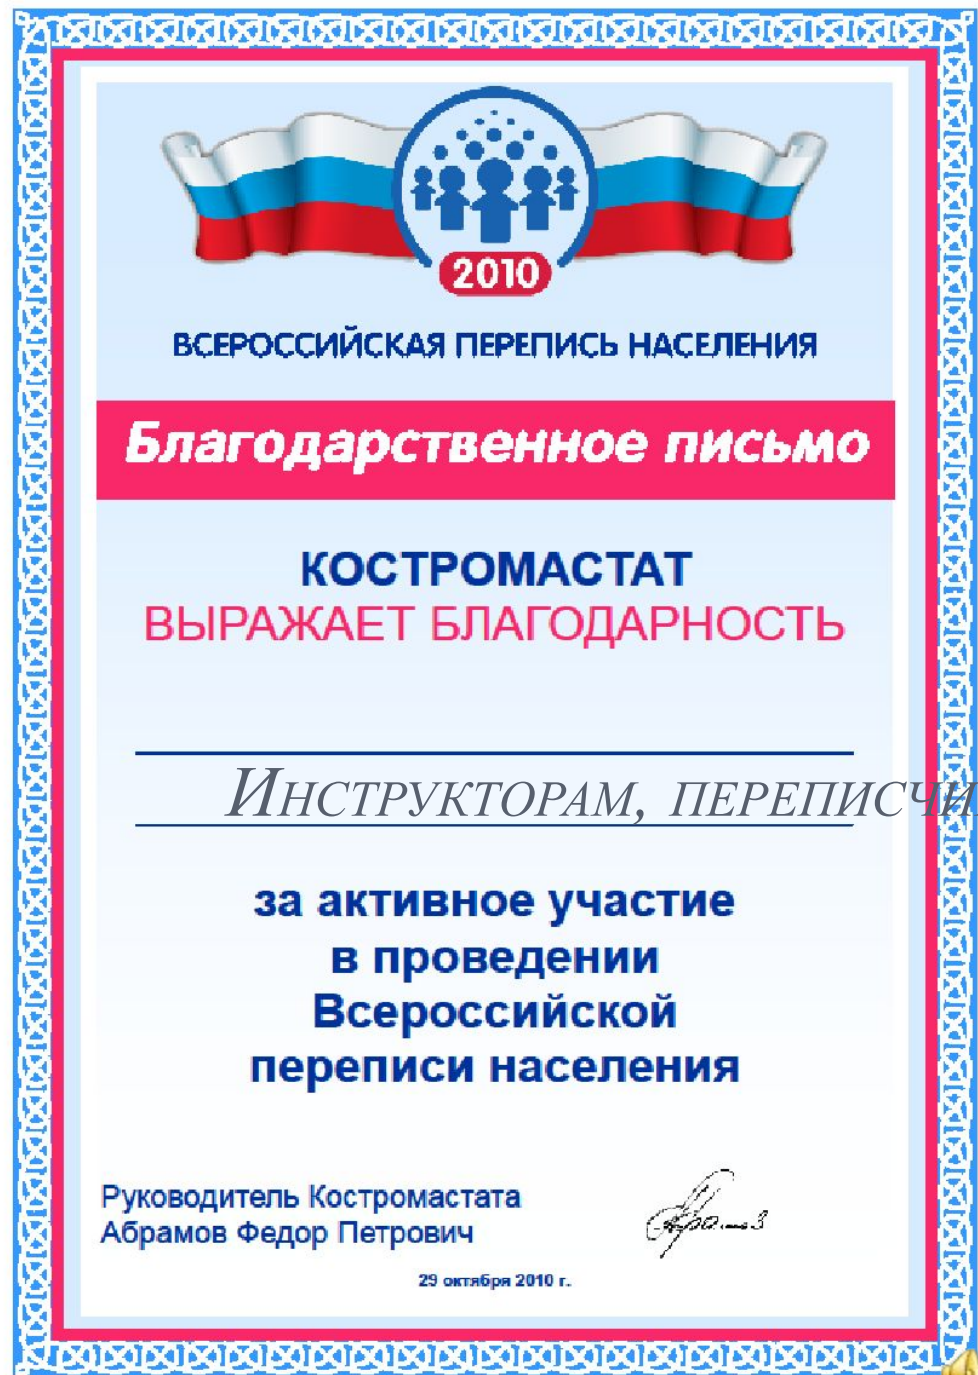 2010
ВСЕРОССИЙСКАЯ ПЕРЕПИСЬ НАСЕЛЕНИЯ
Благодарственное письмо
КОСТРОМАСТАТ
ВЫРАЖАЕТ БЛАГОДАРНОСТЬ
ИНСТРУКТОРАМ, ПЕРЕПИСЧИ
за активное участие
в проведении
Всероссийской
переписи населения
Руководитель Костромастата
Абрамов Федор Петрович
29 октября 2010 г.